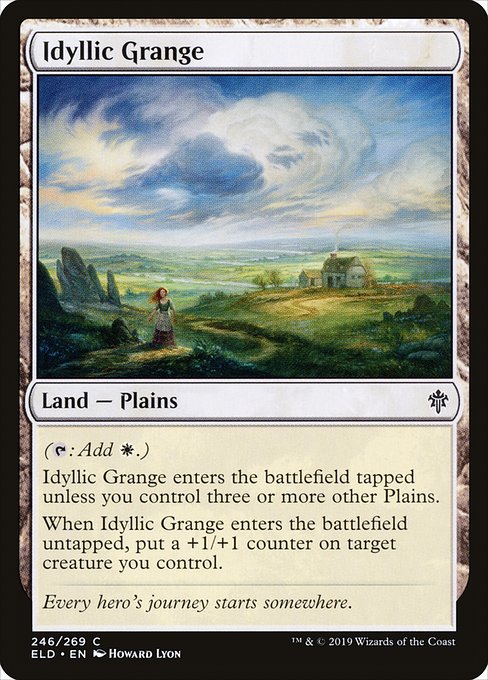 Idyllic Grange
Land — Plains
(T: Add W.)
Idyllic Grange enters the battlefield tapped
unless you control three or more other Plains.
When Idyllic Grange enters the battlefield
untapped, put a +1/+1 counter on target
creature you control.
Every hero's journey starts somewhere.
246/269 C
ELD • EN Howard Lyon
™ & © 2019 Wizards of the Coast